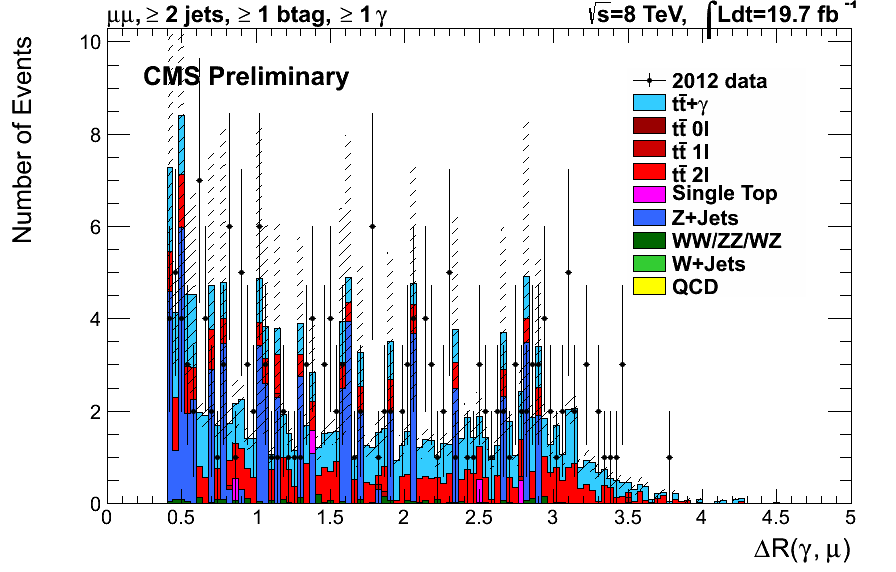 μμ, ≥ 2 jets, ≥ 1 btag, ≥ 1 γ
√s=8 TeV, ∫Ldt=19.7 fb⁻¹
CMS Preliminary
Number of Events
10
8
6
4
2
0
2012 data
tt̄+γ
tt̄ 0l
tt̄ 1l
tt̄ 2l
Single Top
Z+Jets
WW/ZZ/WZ
W+Jets
QCD
0 0.5 1 1.5 2 2.5 3 3.5 4 4.5 5
ΔR(γ, μ)